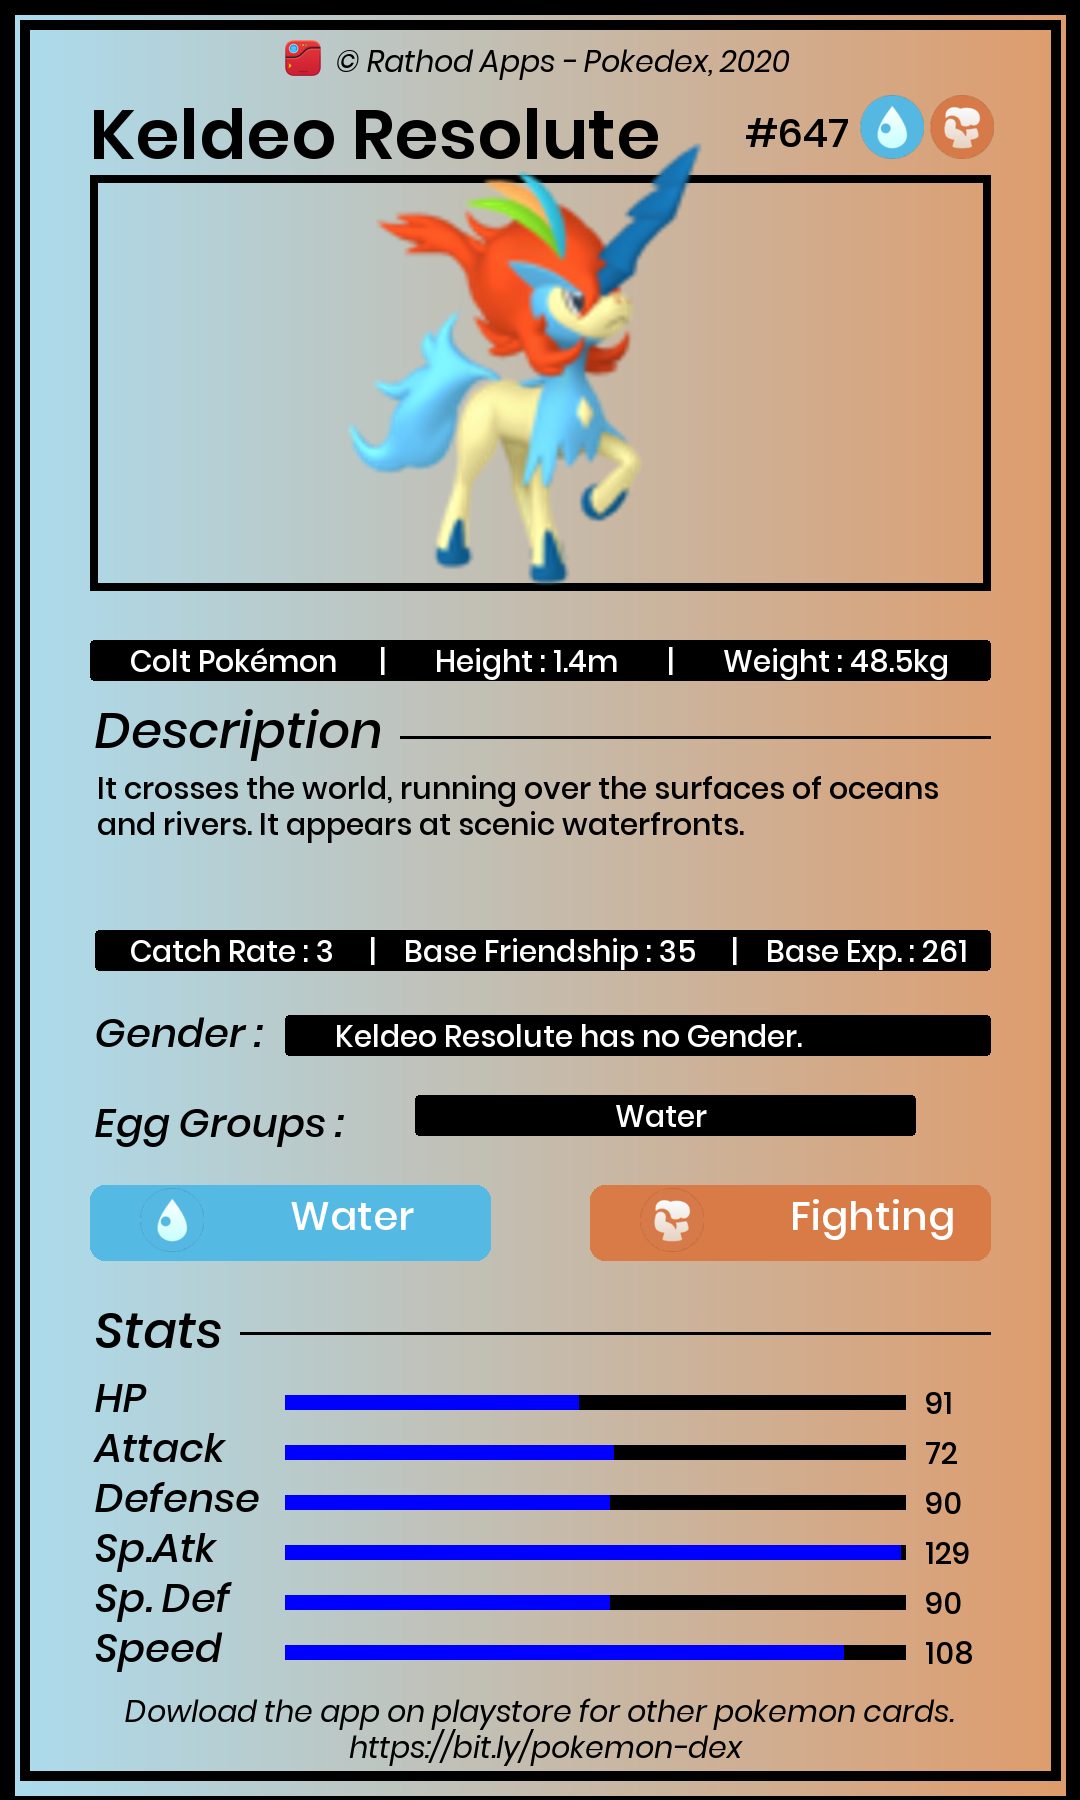 © Rathod Apps - Pokedex, 2020
Keldeo Resolute #647
Colt Pokémon | Height : 1.4m | Weight : 48.5kg
Description
It crosses the world, running over the surfaces of oceans
and rivers. It appears at scenic waterfronts.
Catch Rate : 3 | Base Friendship : 35 | Base Exp. : 261
Gender : Keldeo Resolute has no Gender.
Egg Groups : Water
Water Fighting
Stats
HP 91
Attack 72
Defense 90
Sp.Atk 129
Sp. Def 90
Speed 108
Dowload the app on playstore for other pokemon cards.
https://bit.ly/pokemon-dex